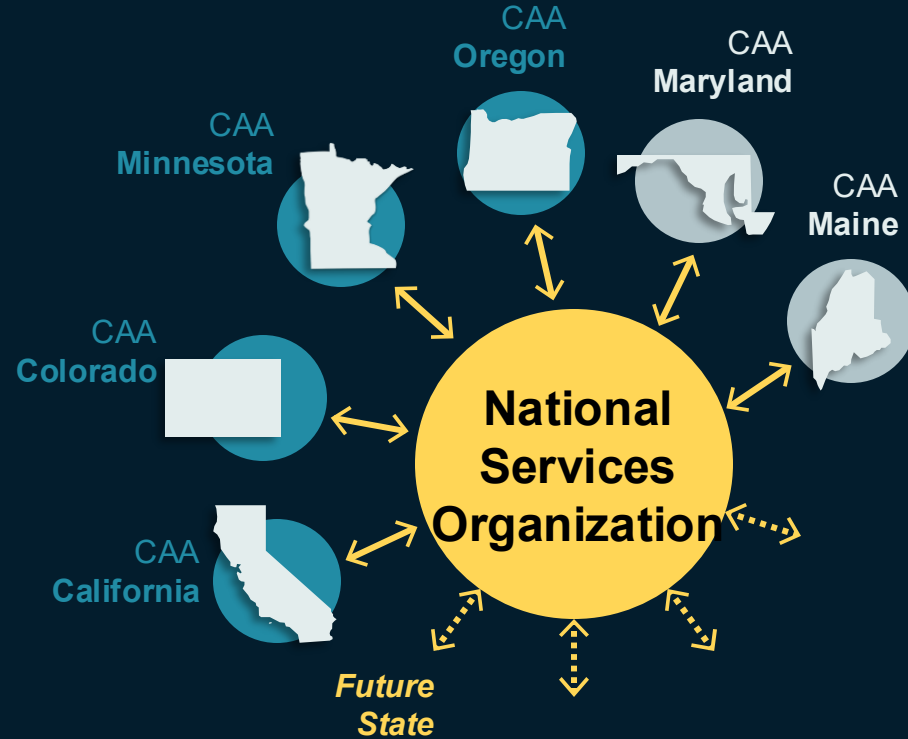 CAA
Oregon
CAA
Maryland
CAA
Minnesota
CAA
Maine
CAA
Colorado
National
Services
Organization
CAA
California
Future
State